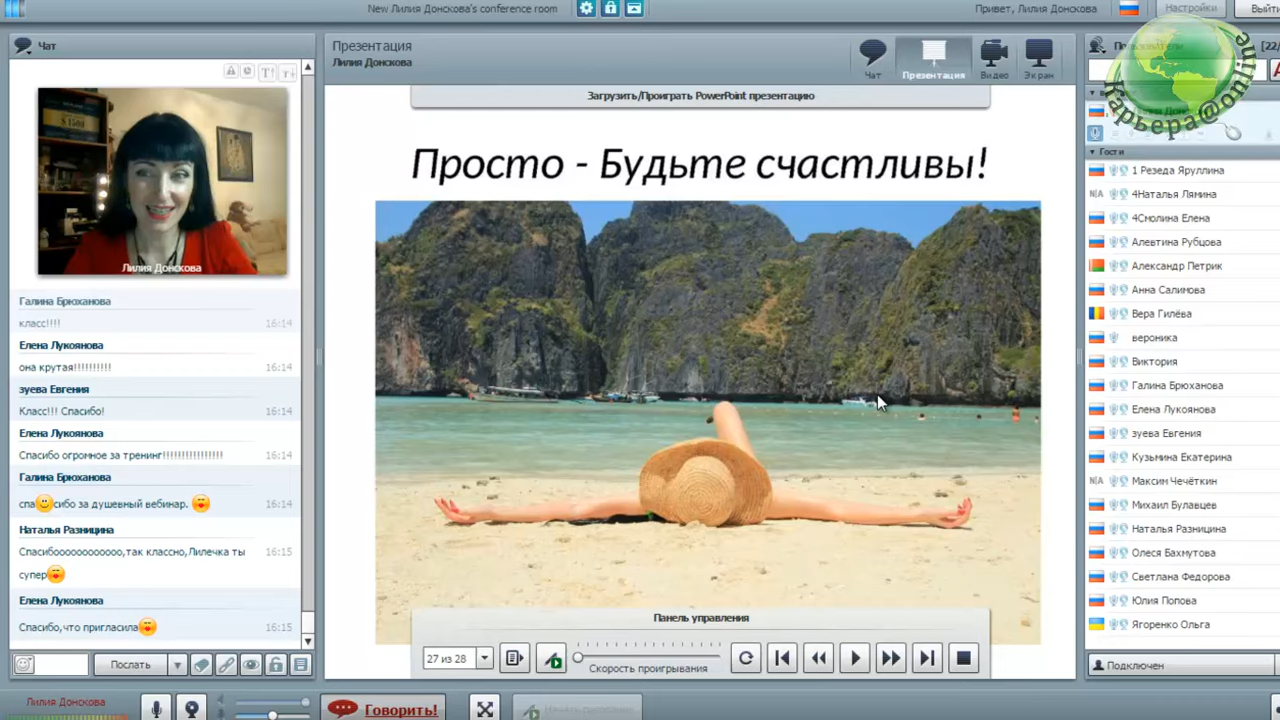 New Лилия Донскова's conference room
Привет, Лилия Донскова
Настройки
Выйти
Чат
Лилия Донскова
Галина Брюханова
класс!!!! 16:14
Елена Лукоянова
она крутая!!!!!!!!!! 16:14
зуева Евгения
Класс!!! Спасибо! 16:14
Елена Лукоянова
Спасибо огромное за тренинг!!!!!!!!!!!!!!!! 16:14
Галина Брюханова
спасибо за душевный вебинар. 16:14
Наталья Разницина
Спасибоооооооооооо,так классно,Лилечка ты 16:15
супер
Елена Лукоянова
Спасибо,что пригласила 16:15
Послать
Лилия Донскова
Говорить!
Презентация
Лилия Донскова
Чат
Презентация
Видео
Экран
Загрузить/Проиграть PowerPoint презентацию
Просто - Будьте счастливы!
Панель управления
27 из 28
Скорость проигрывания
Карьера@online
Гости
1 Резеда Яруллина
N/A 4Наталья Лямина
4Смолина Елена
Алевтина Рубцова
Александр Петрик
Анна Салимова
Вера Гилёва
вероника
Виктория
Галина Брюханова
Елена Лукоянова
зуева Евгения
Кузьмина Екатерина
N/A Максим Чечёткин
Михаил Булавцев
Наталья Разницина
Олеся Бахмутова
Светлана Федорова
Юлия Попова
Ягоренко Ольга
Подключен